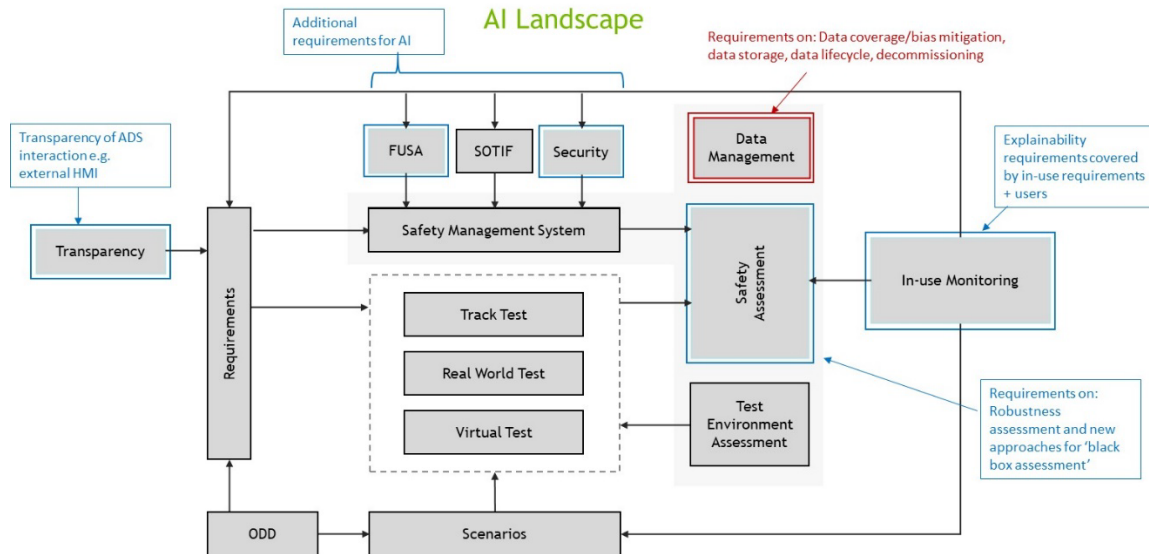 AI Landscape
Additional
requirements for AI
Requirements on: Data coverage/bias mitigation,
data storage, data lifecycle, decommissioning
Transparency of ADS
interaction e.g.
external HMI
FUSA
SOTIF
Security
Data
Management
Explainability
requirements covered
by in-use requirements
+ users
Transparency
Requirements
Safety Management System
Safety
Assessment
In-use Monitoring
Track Test
Real World Test
Virtual Test
Test
Environment
Assessment
Requirements on:
Robustness
assessment and new
approaches for ‘black
box assessment’
ODD
Scenarios